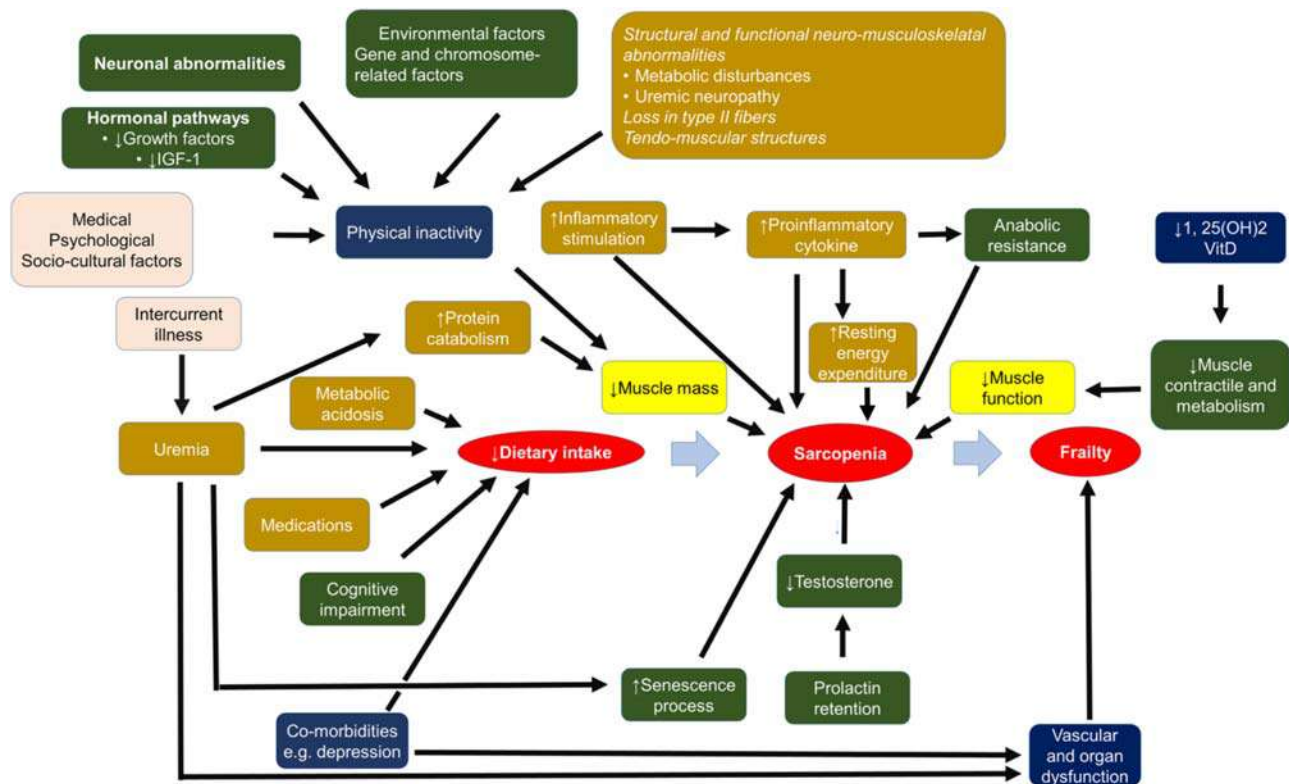 Neuronal abnormalities
Environmental factors
Gene and chromosome-
related factors
Structural and functional neuro-musculoskelatal
abnormalities
• Metabolic disturbances
• Uremic neuropathy
Loss in type II fibers
Tendo-muscular structures
Hormonal pathways
• ↓Growth factors
• ↓IGF-1
Medical
Psychological
Socio-cultural factors
Physical inactivity
↑Inflammatory
stimulation
↑Proinflammatory
cytokine
Anabolic
resistance
↓1, 25(OH)2
VitD
Intercurrent
illness
↑Protein
catabolism
↑Resting
energy
expenditure
↓Muscle mass
↓Muscle
function
↓Muscle
contractile and
metabolism
Metabolic
acidosis
Uremia
↓Dietary intake
Sarcopenia
Frailty
Medications
Cognitive
impairment
↓Testosterone
↑Senescence
process
Prolactin
retention
Co-morbidities
e.g. depression
Vascular
and organ
dysfunction